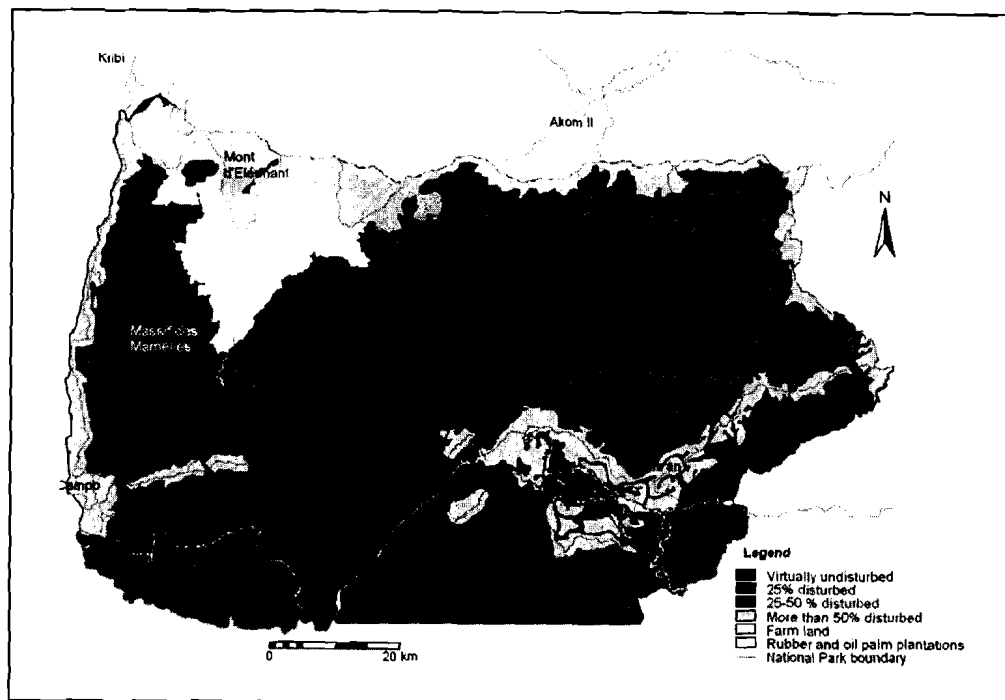 Kribi
Akom II
Mont
d'Elephant
N
Massif des
Mamelles
Campo
Legend
Virtually undisturbed
25% disturbed
25-50 % disturbed
More than 50% disturbed
Farm land
Rubber and oil palm plantations
National Park boundary
0 20 km